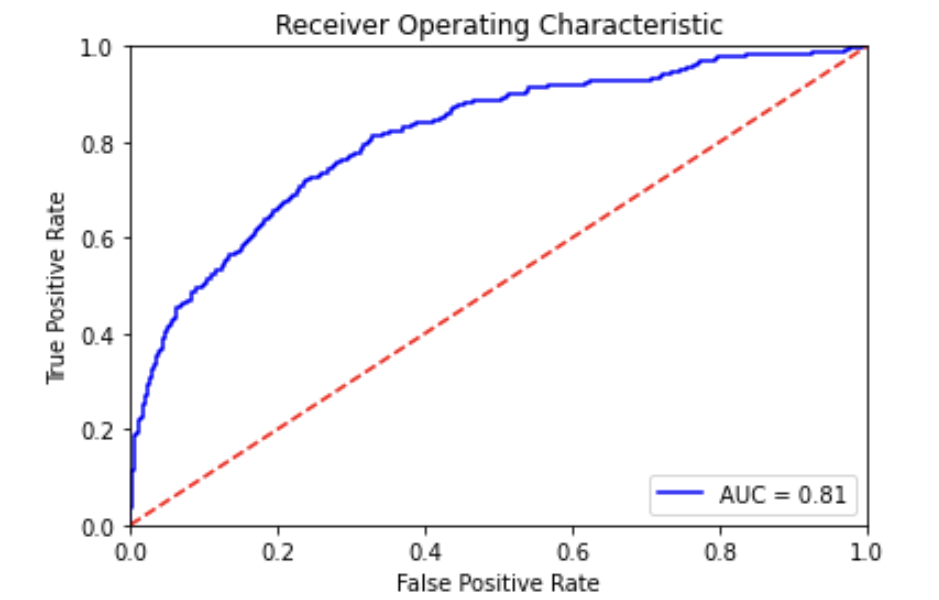 Receiver Operating Characteristic
1.0
0.8
0.6
0.4
0.2
0.0
True Positive Rate
AUC = 0.81
0.0 0.2 0.4 0.6 0.8 1.0
False Positive Rate